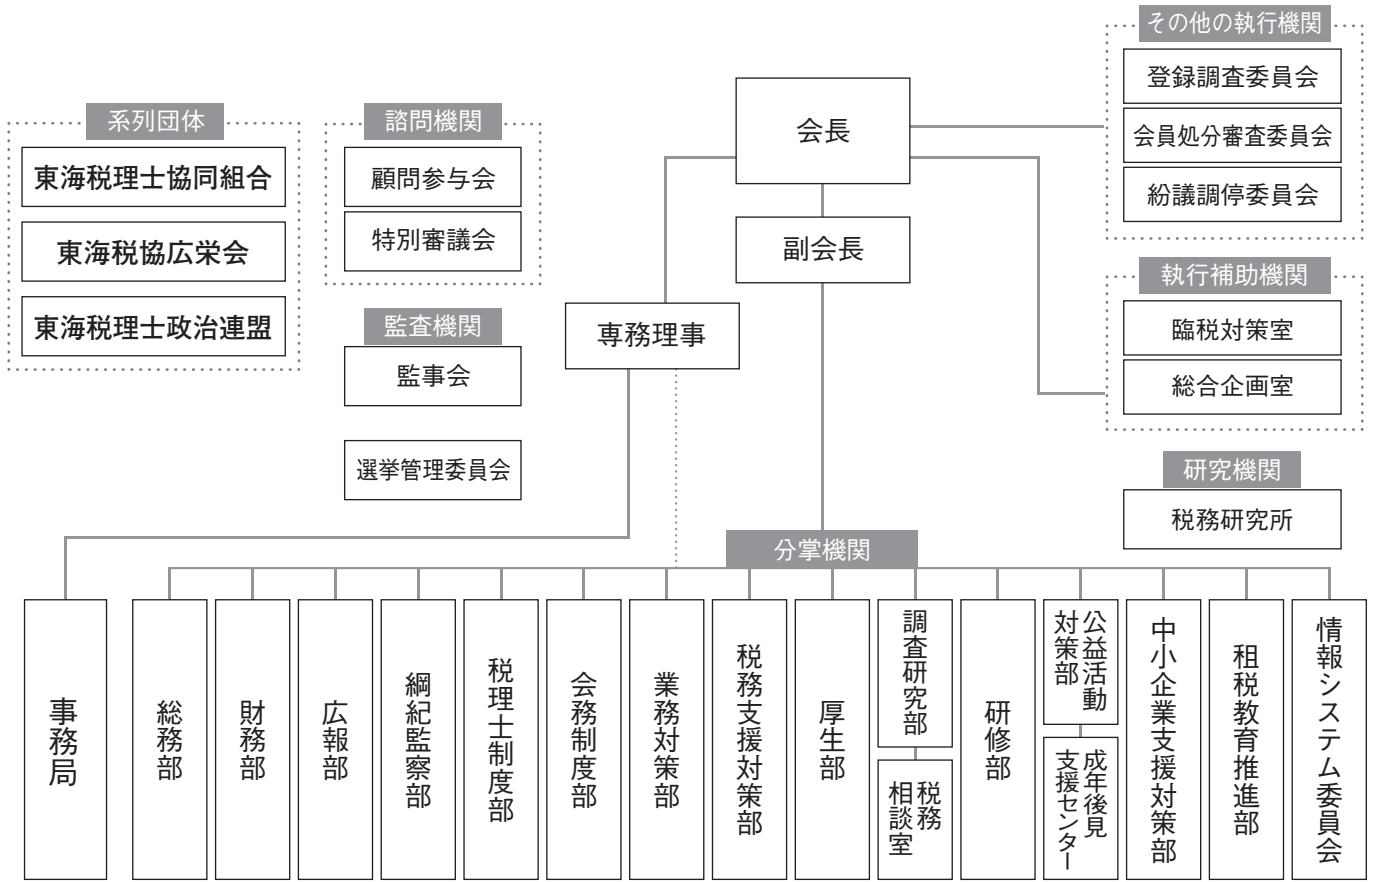 系列団体
東海税理士協同組合
東海税協広栄会
東海税理士政治連盟
諮問機関
顧問参与会
特別審議会
監査機関
監事会
選挙管理委員会
会長
副会長
専務理事
その他の執行機関
登録調査委員会
会員処分審査委員会
紛議調停委員会
執行補助機関
臨税対策室
総合企画室
研究機関
税務研究所
分掌機関
事務局
総務部
財務部
広報部
綱紀監察部
税理士制度部
会務制度部
業務対策部
税務支援対策部
厚生部
調査研究部
税務
相談室
研修部
公益活動
対策部
成年後見
支援センター
中小企業支援対策部
租税教育推進部
情報システム委員会